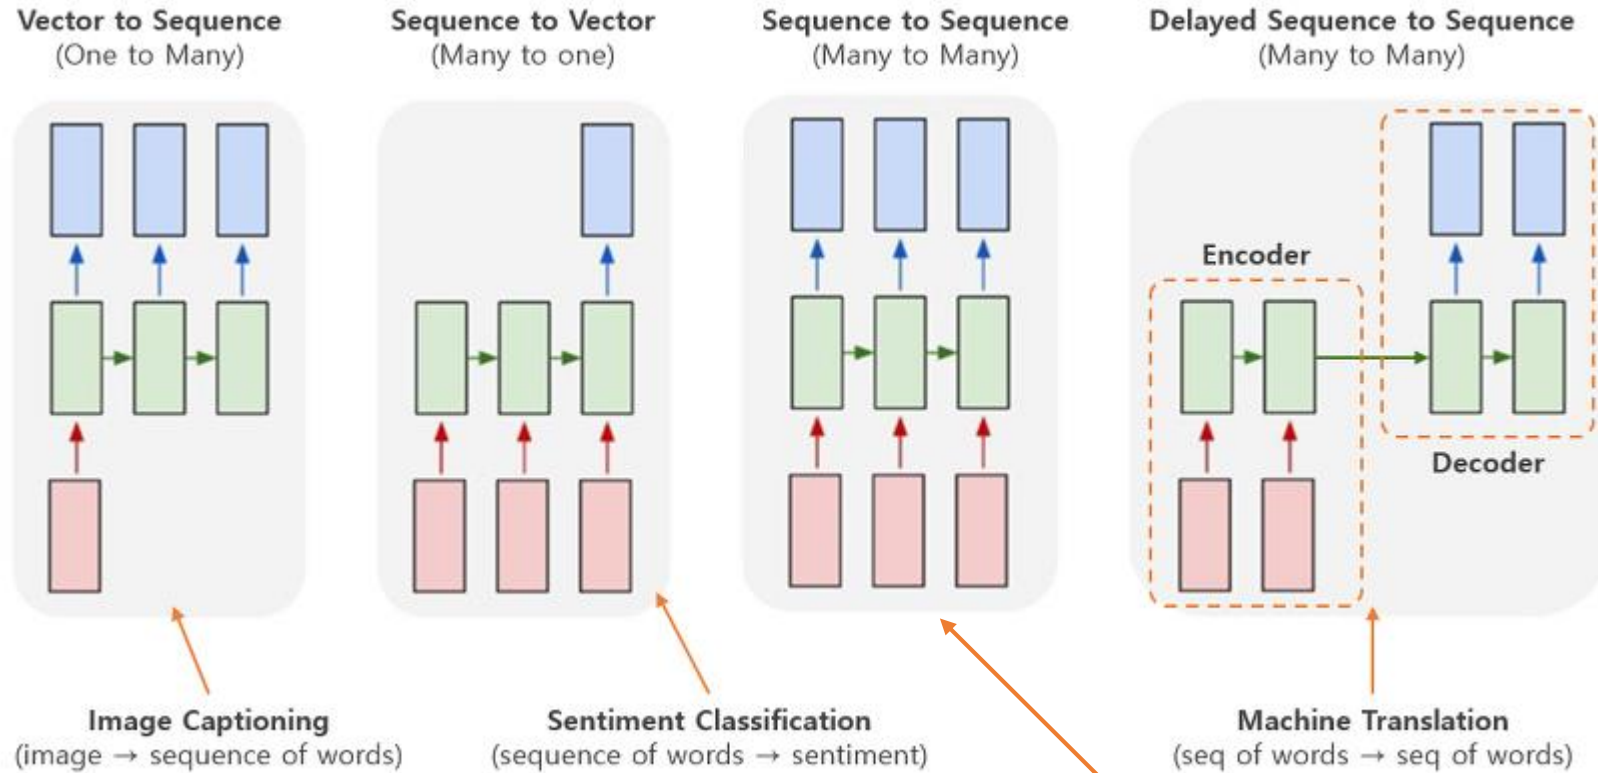 Vector to Sequence
(One to Many)
Sequence to Vector
(Many to one)
Sequence to Sequence
(Many to Many)
Delayed Sequence to Sequence
(Many to Many)
Encoder
Decoder
Image Captioning
(image → sequence of words)
Sentiment Classification
(sequence of words → sentiment)
Machine Translation
(seq of words → seq of words)